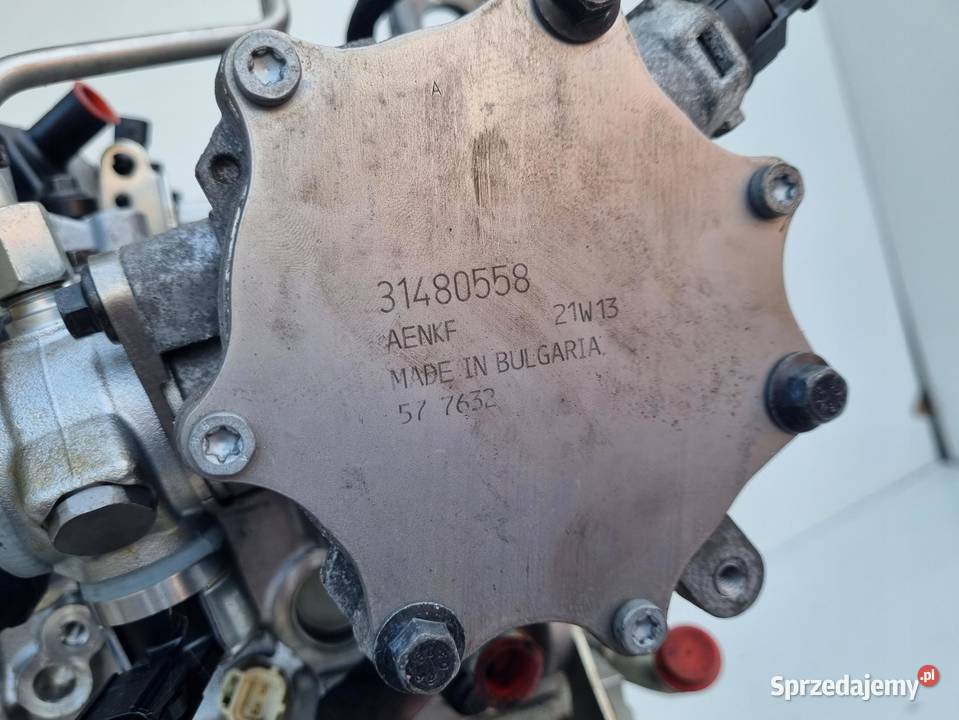 A
31480558
AENKF 21W13
MADE IN BULGARIA
57 7632
Sprzedajemy.pl